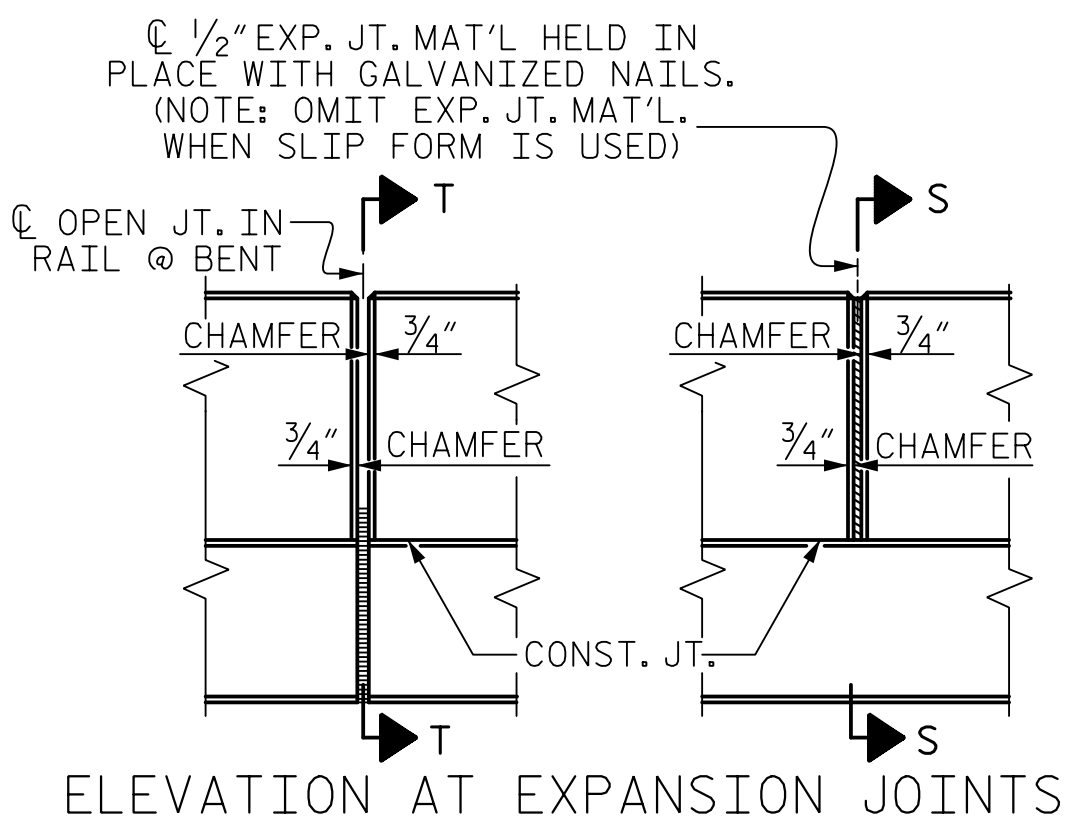 ℄ 1/2" EXP. JT. MAT'L HELD IN
PLACE WITH GALVANIZED NAILS.
(NOTE: OMIT EXP. JT. MAT'L.
WHEN SLIP FORM IS USED)
T
S
℄ OPEN JT. IN
RAIL @ BENT
CHAMFER
3/4"
CHAMFER
3/4"
3/4"
CHAMFER
3/4"
CHAMFER
CONST. JT.
T
S
ELEVATION AT EXPANSION JOINTS